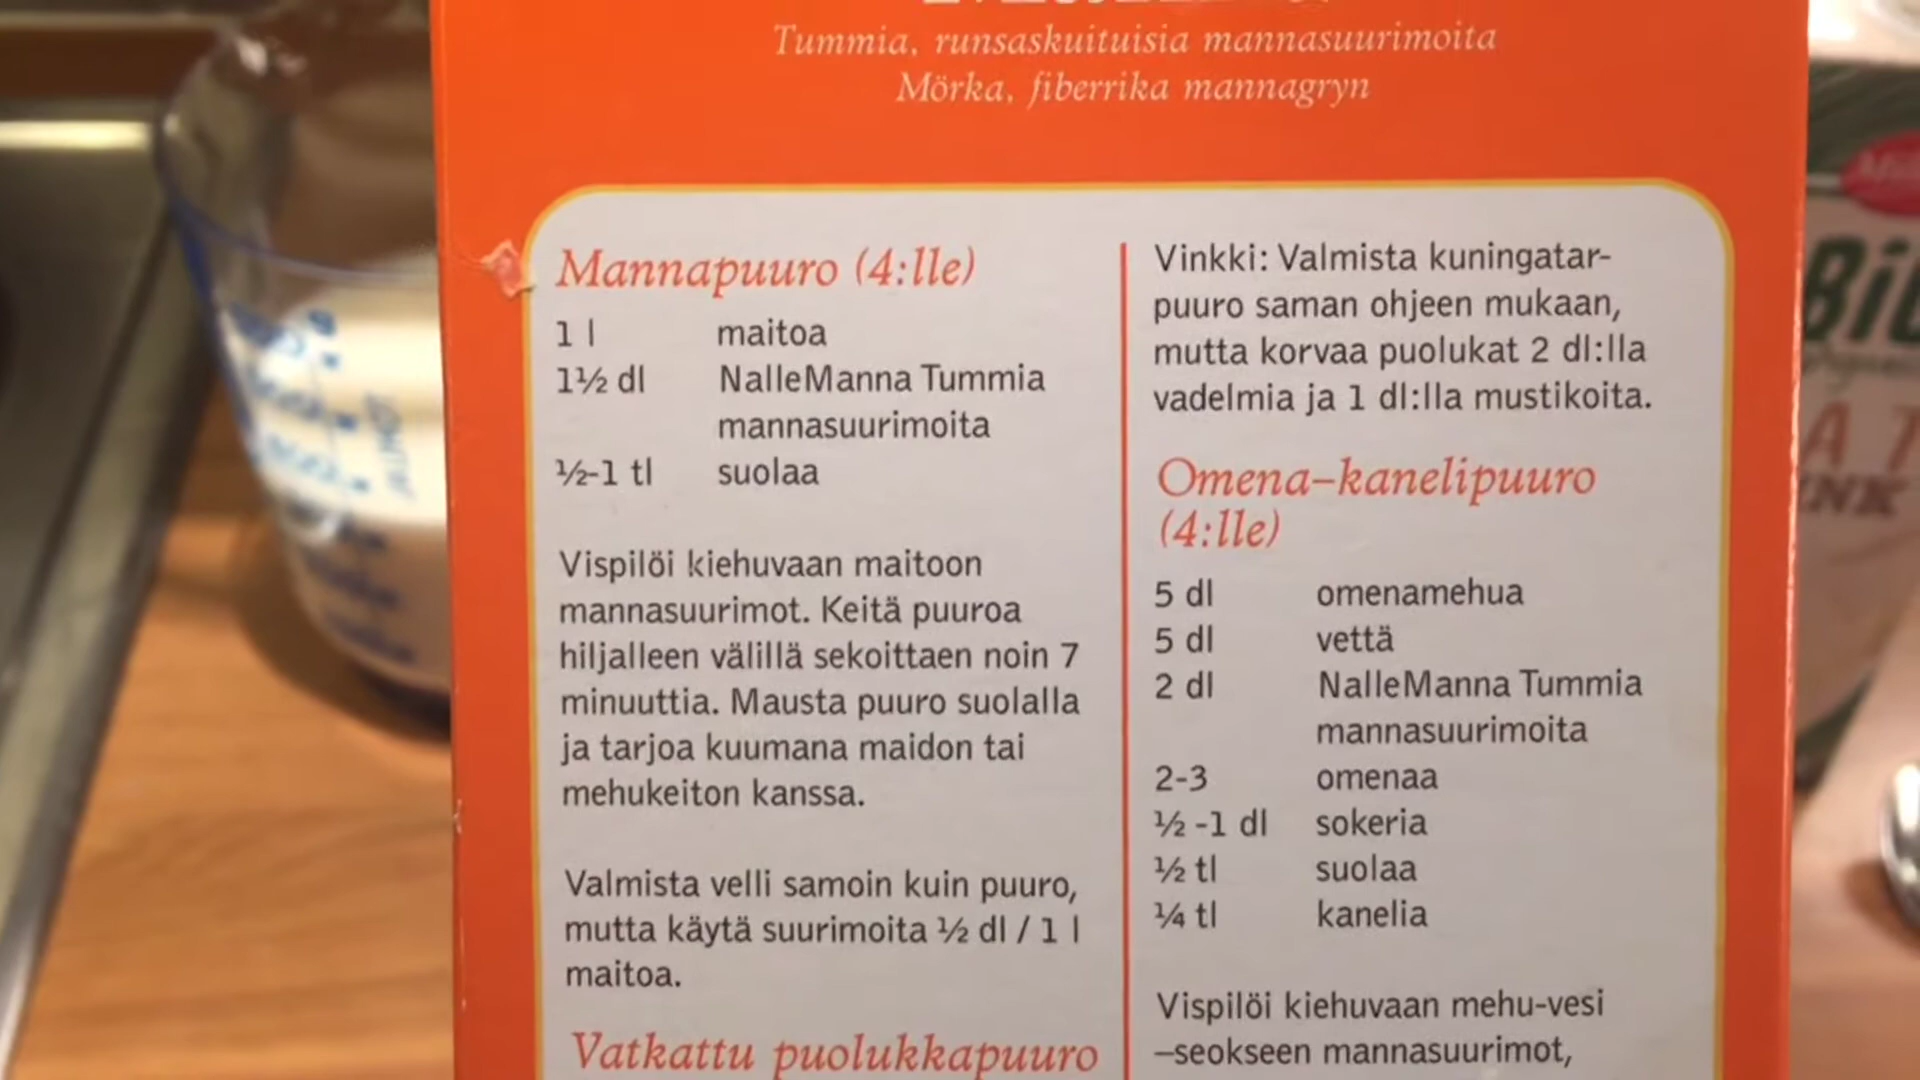 Tummia, runsaskuituisia mannasuurimoita
Mörka, fiberrika mannagryn
Mannapuuro (4:lle)
1 l maitoa
1½ dl NalleManna Tummia
mannasuurimoita
½-1 tl suolaa
Vispilöi kiehuvaan maitoon
mannasuurimot. Keitä puuroa
hiljalleen välillä sekoittaen noin 7
minuuttia. Mausta puuro suolalla
ja tarjoa kuumana maidon tai
mehukeiton kanssa.
Valmista velli samoin kuin puuro,
mutta käytä suurimoita ½ dl / 1 l
maitoa.
Vatkattu puolukkapuuro
Vinkki: Valmista kuningatar-
puuro saman ohjeen mukaan,
mutta korvaa puolukat 2 dl:lla
vadelmia ja 1 dl:lla mustikoita.
Omena–kanelipuuro
(4:lle)
5 dl omenamehua
5 dl vettä
2 dl NalleManna Tummia
mannasuurimoita
2-3 omenaa
½ -1 dl sokeria
½ tl suolaa
¼ tl kanelia
Vispilöi kiehuvaan mehu-vesi
–seokseen mannasuurimot,